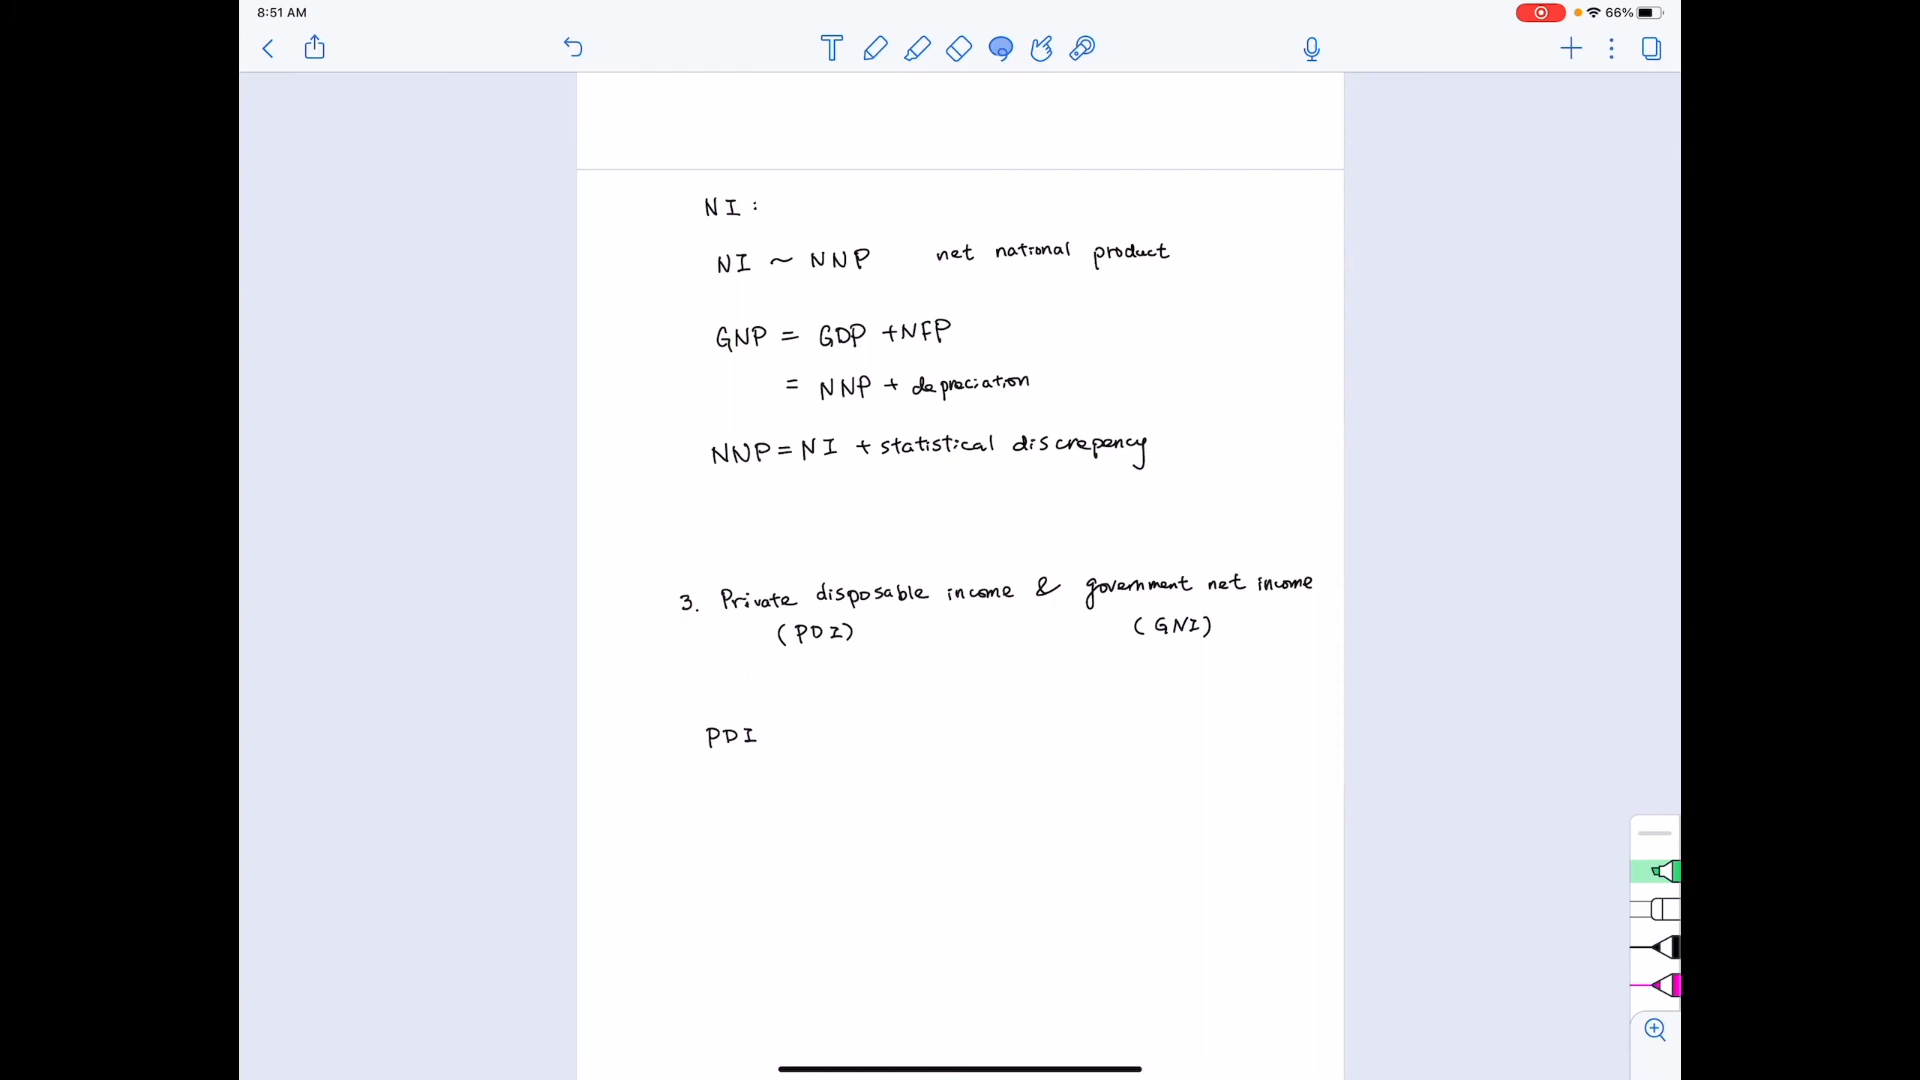 8:51 AM
66%
NI:
NI ~ NNP net national product
GNP = GDP + NFP
= NNP + depreciation
NNP = NI + statistical discrepency
3. Private disposable income & government net income
(PDI) (GNI)
PDI